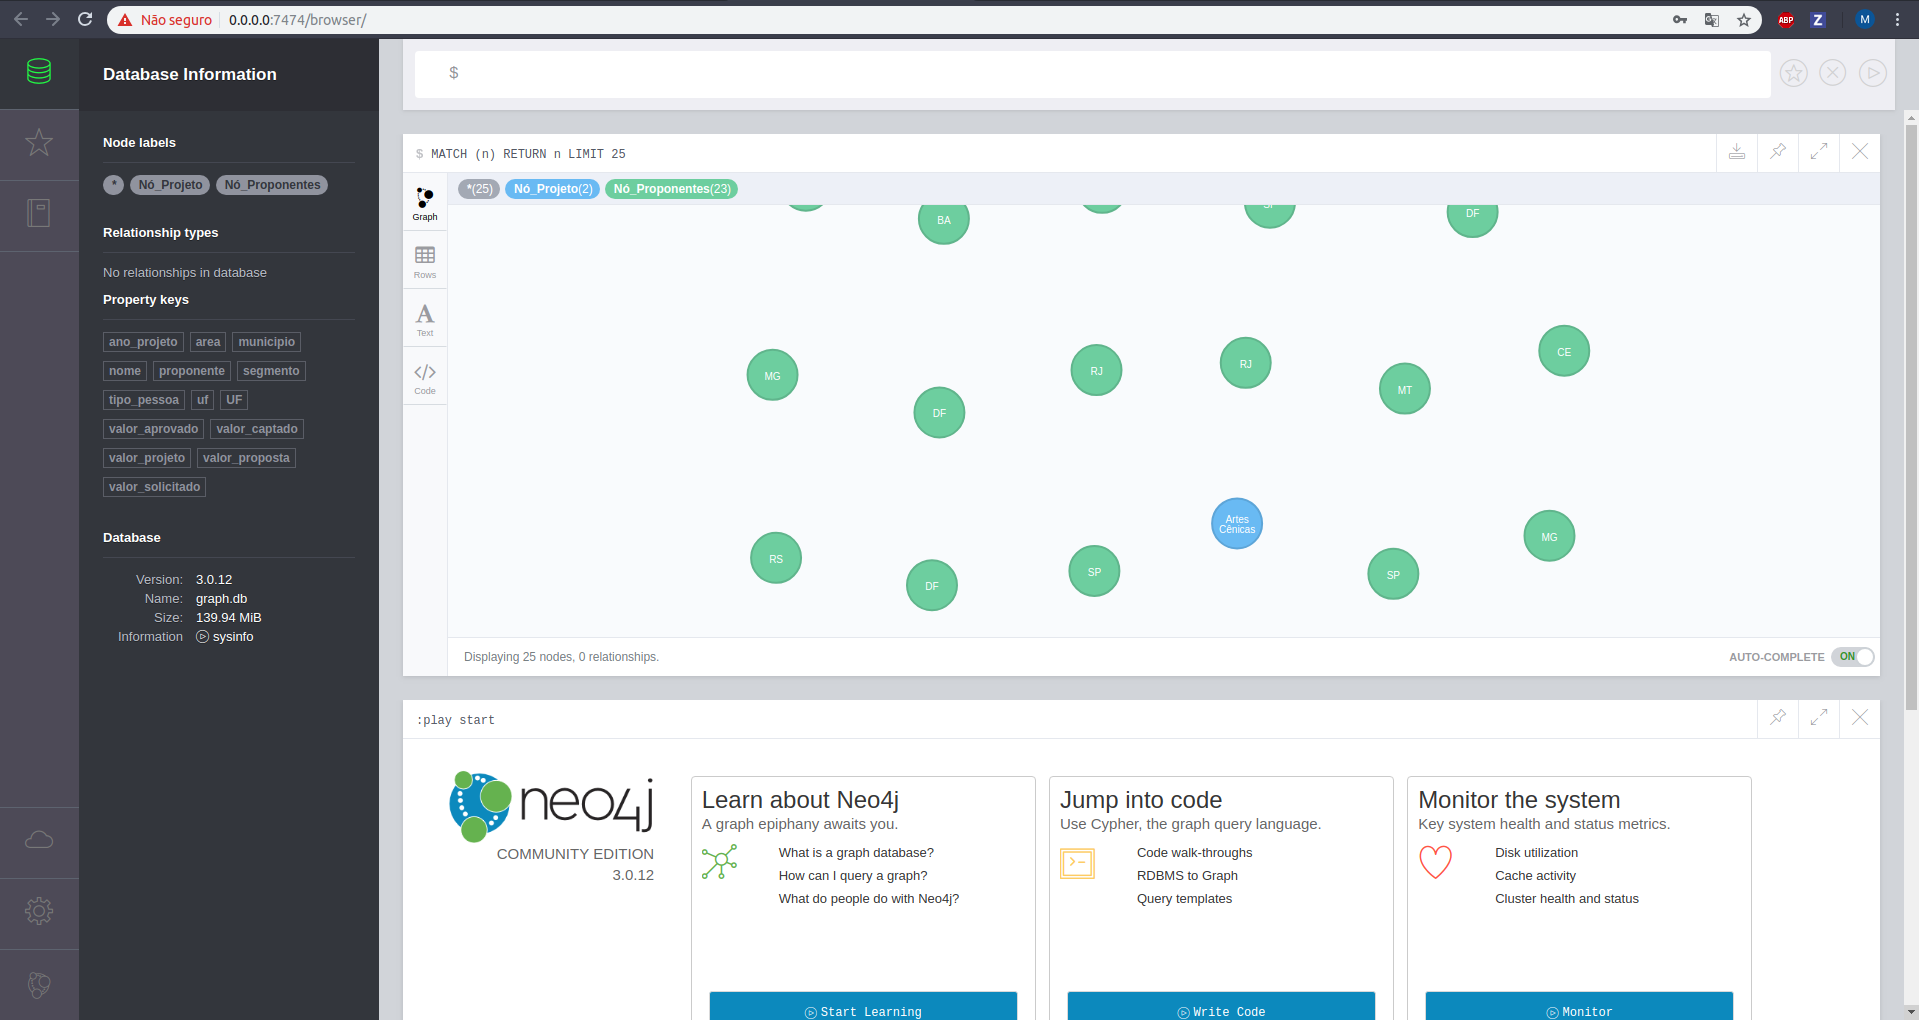 Não seguro 0.0.0.0:7474/browser/
ABP Z M
Database Information
Node labels
* Nó_Projeto Nó_Proponentes
Relationship types
No relationships in database
Property keys
ano_projeto area municipio
nome proponente segmento
tipo_pessoa uf UF
valor_aprovado valor_captado
valor_projeto valor_proposta
valor_solicitado
Database
Version: 3.0.12
Name: graph.db
Size: 139.94 MiB
Information sysinfo
$
$ MATCH (n) RETURN n LIMIT 25
*(25) Nó_Projeto(2) Nó_Proponentes(23)
Graph
Rows
A
Text
</>
Code
BA
SP
DF
MG
DF
RJ
RJ
MT
CE
RS
DF
SP
Artes
Cênicas
SP
MG
Displaying 25 nodes, 0 relationships.
AUTO-COMPLETE ON
:play start
neo4j
COMMUNITY EDITION
3.0.12
Learn about Neo4j
A graph epiphany awaits you.
What is a graph database?
How can I query a graph?
What do people do with Neo4j?
Start Learning
Jump into code
Use Cypher, the graph query language.
Code walk-throughs
RDBMS to Graph
Query templates
Write Code
Monitor the system
Key system health and status metrics.
Disk utilization
Cache activity
Cluster health and status
Monitor